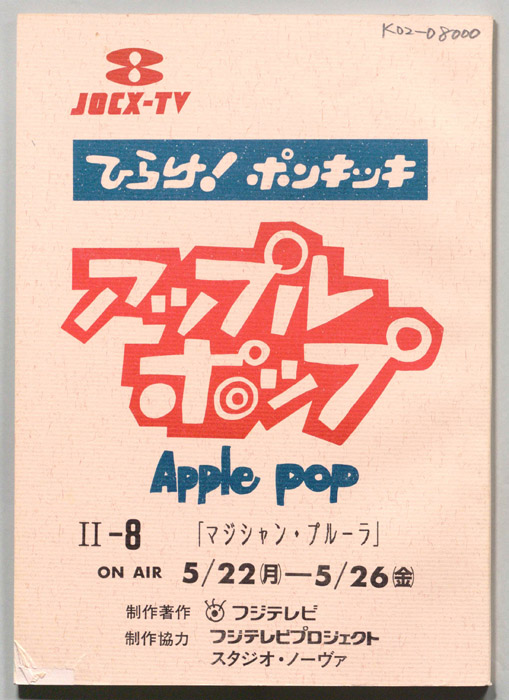 K02-08000
JOCX-TV
ひらけ!ポンキッキ
アップル
ポップ
Apple pop
II-8 「マジシャン・プルーラ」
ON AIR 5/22(月)—5/26(金)
制作著作 フジテレビ
制作協力 フジテレビプロジェクト
スタジオ・ノーヴァ